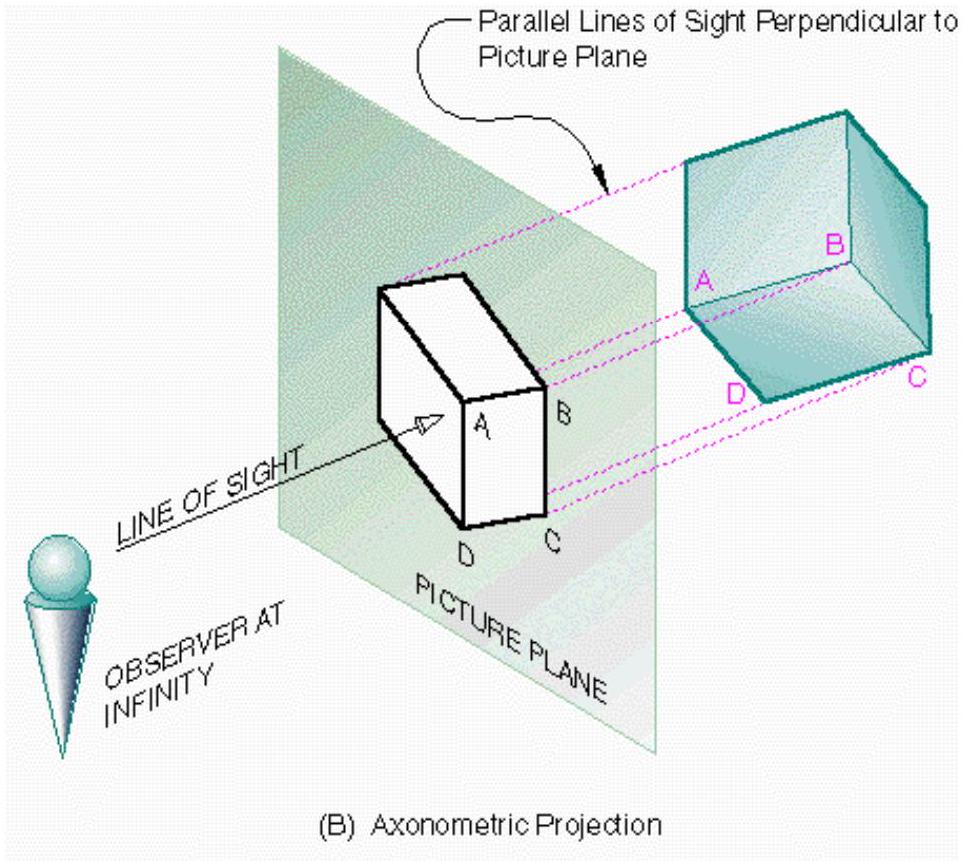 Parallel Lines of Sight Perpendicular to
Picture Plane
B
A
D
C
A
B
D
C
LINE OF SIGHT
PICTURE PLANE
OBSERVER AT
INFINITY
(B) Axonometric Projection